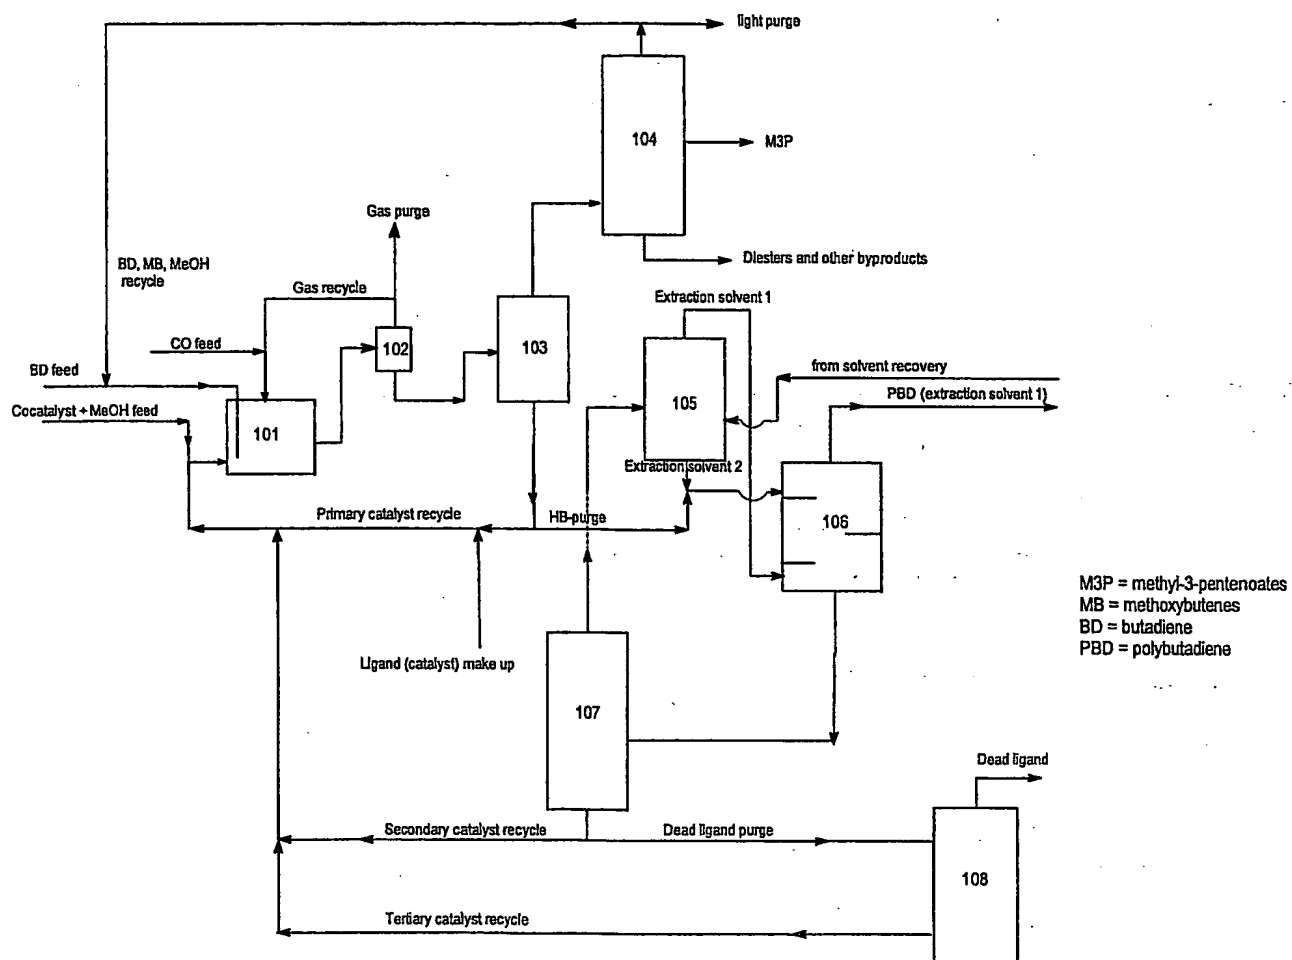 light purge
104
M3P
Gas purge
Diesters and other byproducts
BD, MB, MeOH
recycle
Gas recycle
Extraction solvent 1
CO feed
102
103
from solvent recovery
BD feed
PBD (extraction solvent 1)
Cocatalyst + MeOH feed
105
101
Extraction solvent 2
Primary catalyst recycle
HB-purge
106
M3P = methyl-3-pentenoates
MB = methoxybutenes
BD = butadiene
PBD = polybutadiene
Ligand (catalyst) make up
107
Dead ligand
Secondary catalyst recycle
Dead ligand purge
108
Tertiary catalyst recycle